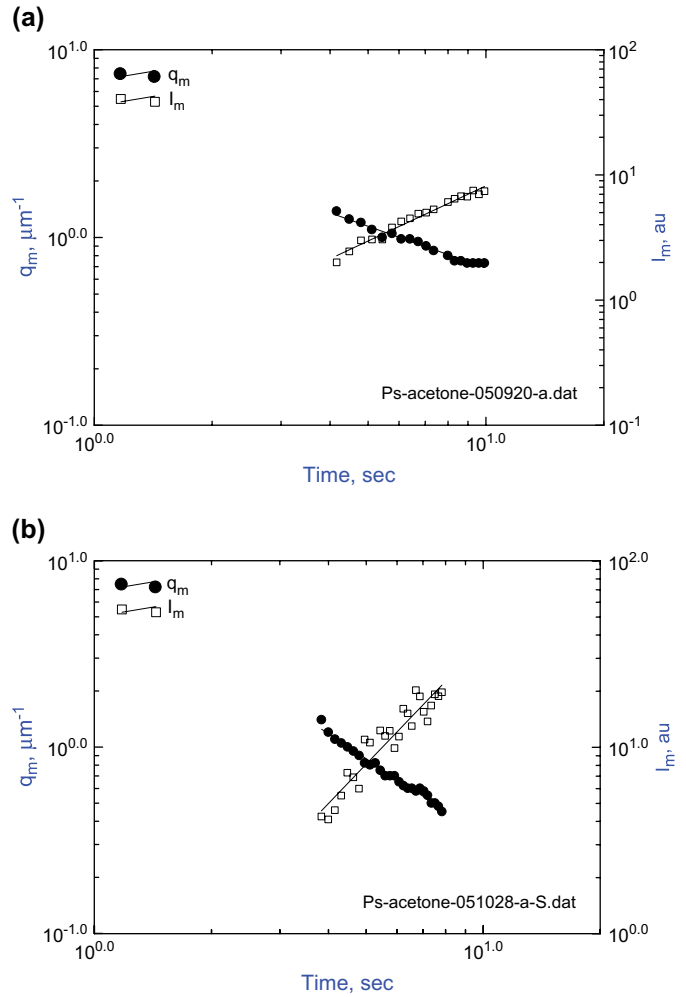 (a)
10^1.0
10^2
q_m
I_m
10^1
q_m, μm^-1
10^0.0
I_m, au
10^0
Ps-acetone-050920-a.dat
10^-1.0
10^-1
10^0.0
10^1.0
Time, sec
(b)
10^1.0
10^2.0
q_m
I_m
q_m, μm^-1
10^0.0
10^1.0
I_m, au
Ps-acetone-051028-a-S.dat
10^-1.0
10^0.0
10^0.0
10^1.0
Time, sec